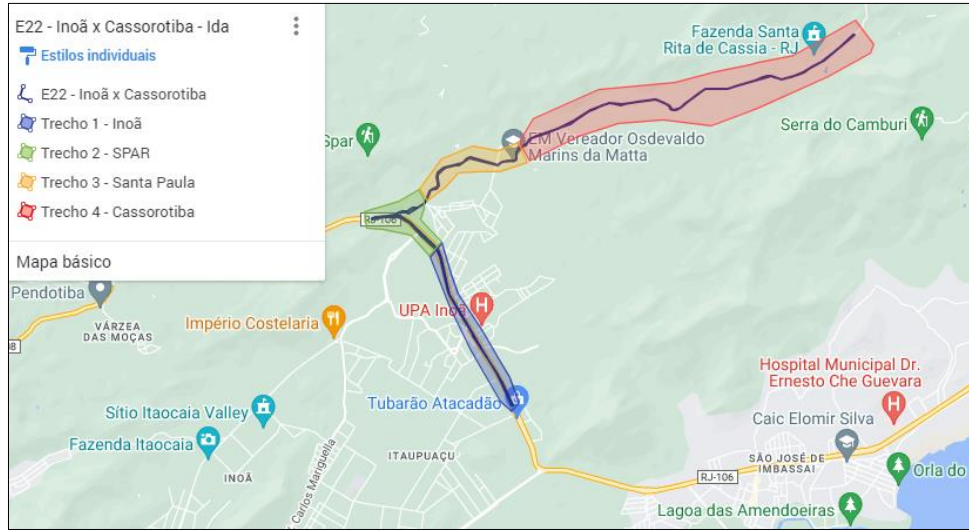 E22 - Inoã x Cassorotiba - Ida
Estilos individuais
E22 - Inoã x Cassorotiba
Trecho 1 - Inoã
Trecho 2 - SPAR
Trecho 3 - Santa Paula
Trecho 4 - Cassorotiba
Mapa básico
Fazenda Santa
Rita de Cassia - RJ
Serra do Camburi
Spar
EM Vereador Osdevaldo
Marins da Matta
RJ-106
Pendotiba
VÁRZEA
DAS MOÇAS
Império Costelaria
UPA Inoã
Hospital Municipal Dr.
Ernesto Che Guevara
Tubarão Atacadão
Caic Elomir Silva
Sítio Itaocaia Valley
Fazenda Itaocaia
INOÃ
Carlos Mariguella
ITAIPUAÇU
SÃO JOSÉ DE
IMBASSAI
RJ-106
Orla do
Lagoa das Amendoeiras